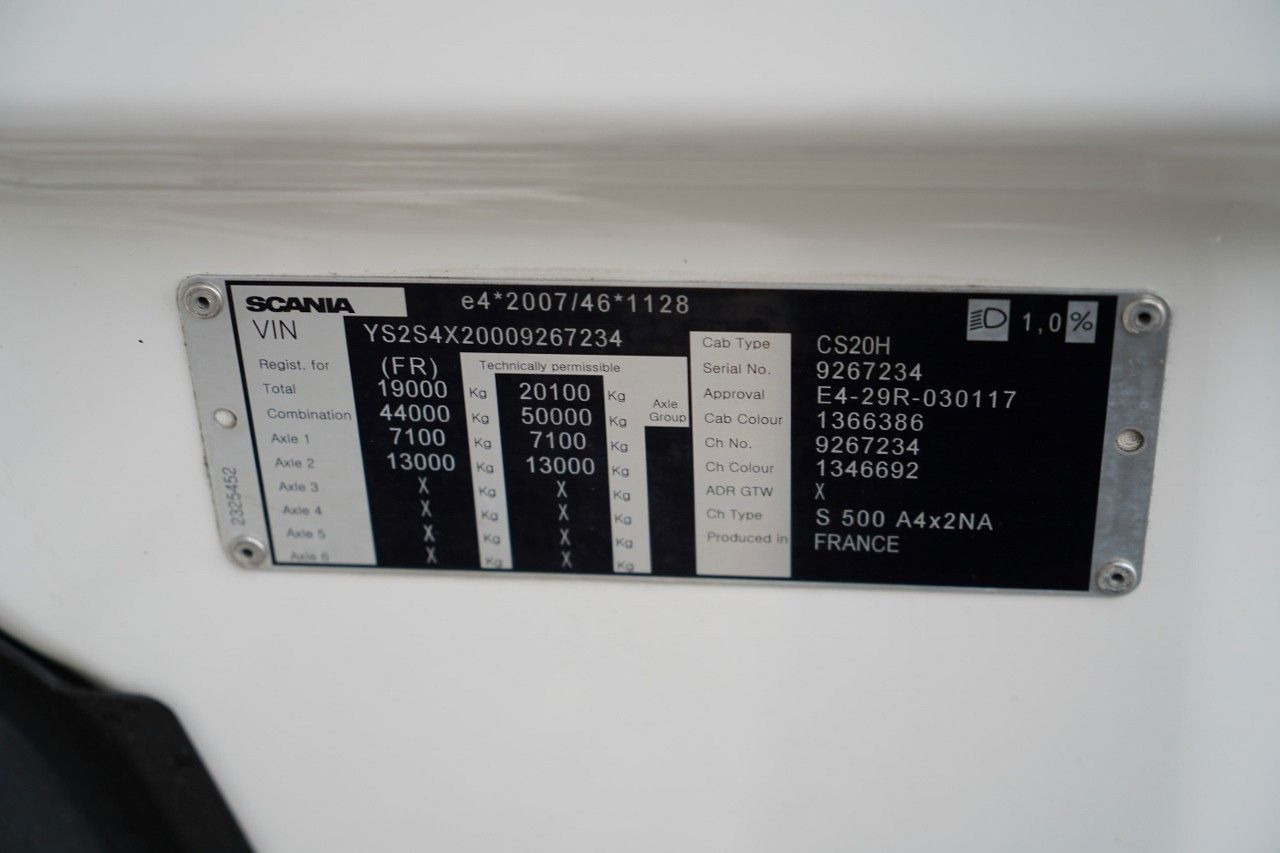 SCANIA e4*2007/46*1128 1,0 %
VIN YS2S4X20009267234
Regist. for (FR) Technically permissible
Total 19000 Kg 20100 Kg Axle Group
Combination 44000 Kg 50000 Kg
Axle 1 7100 Kg 7100 Kg
Axle 2 13000 Kg 13000 Kg
Axle 3 X Kg X Kg
Axle 4 X Kg X Kg
Axle 5 X Kg X Kg
Axle 6 X Kg X Kg
Cab Type CS20H
Serial No. 9267234
Approval E4-29R-030117
Cab Colour 1366386
Ch No. 9267234
Ch Colour 1346692
ADR GTW X
Ch Type S 500 A4x2NA
Produced in FRANCE
2325452